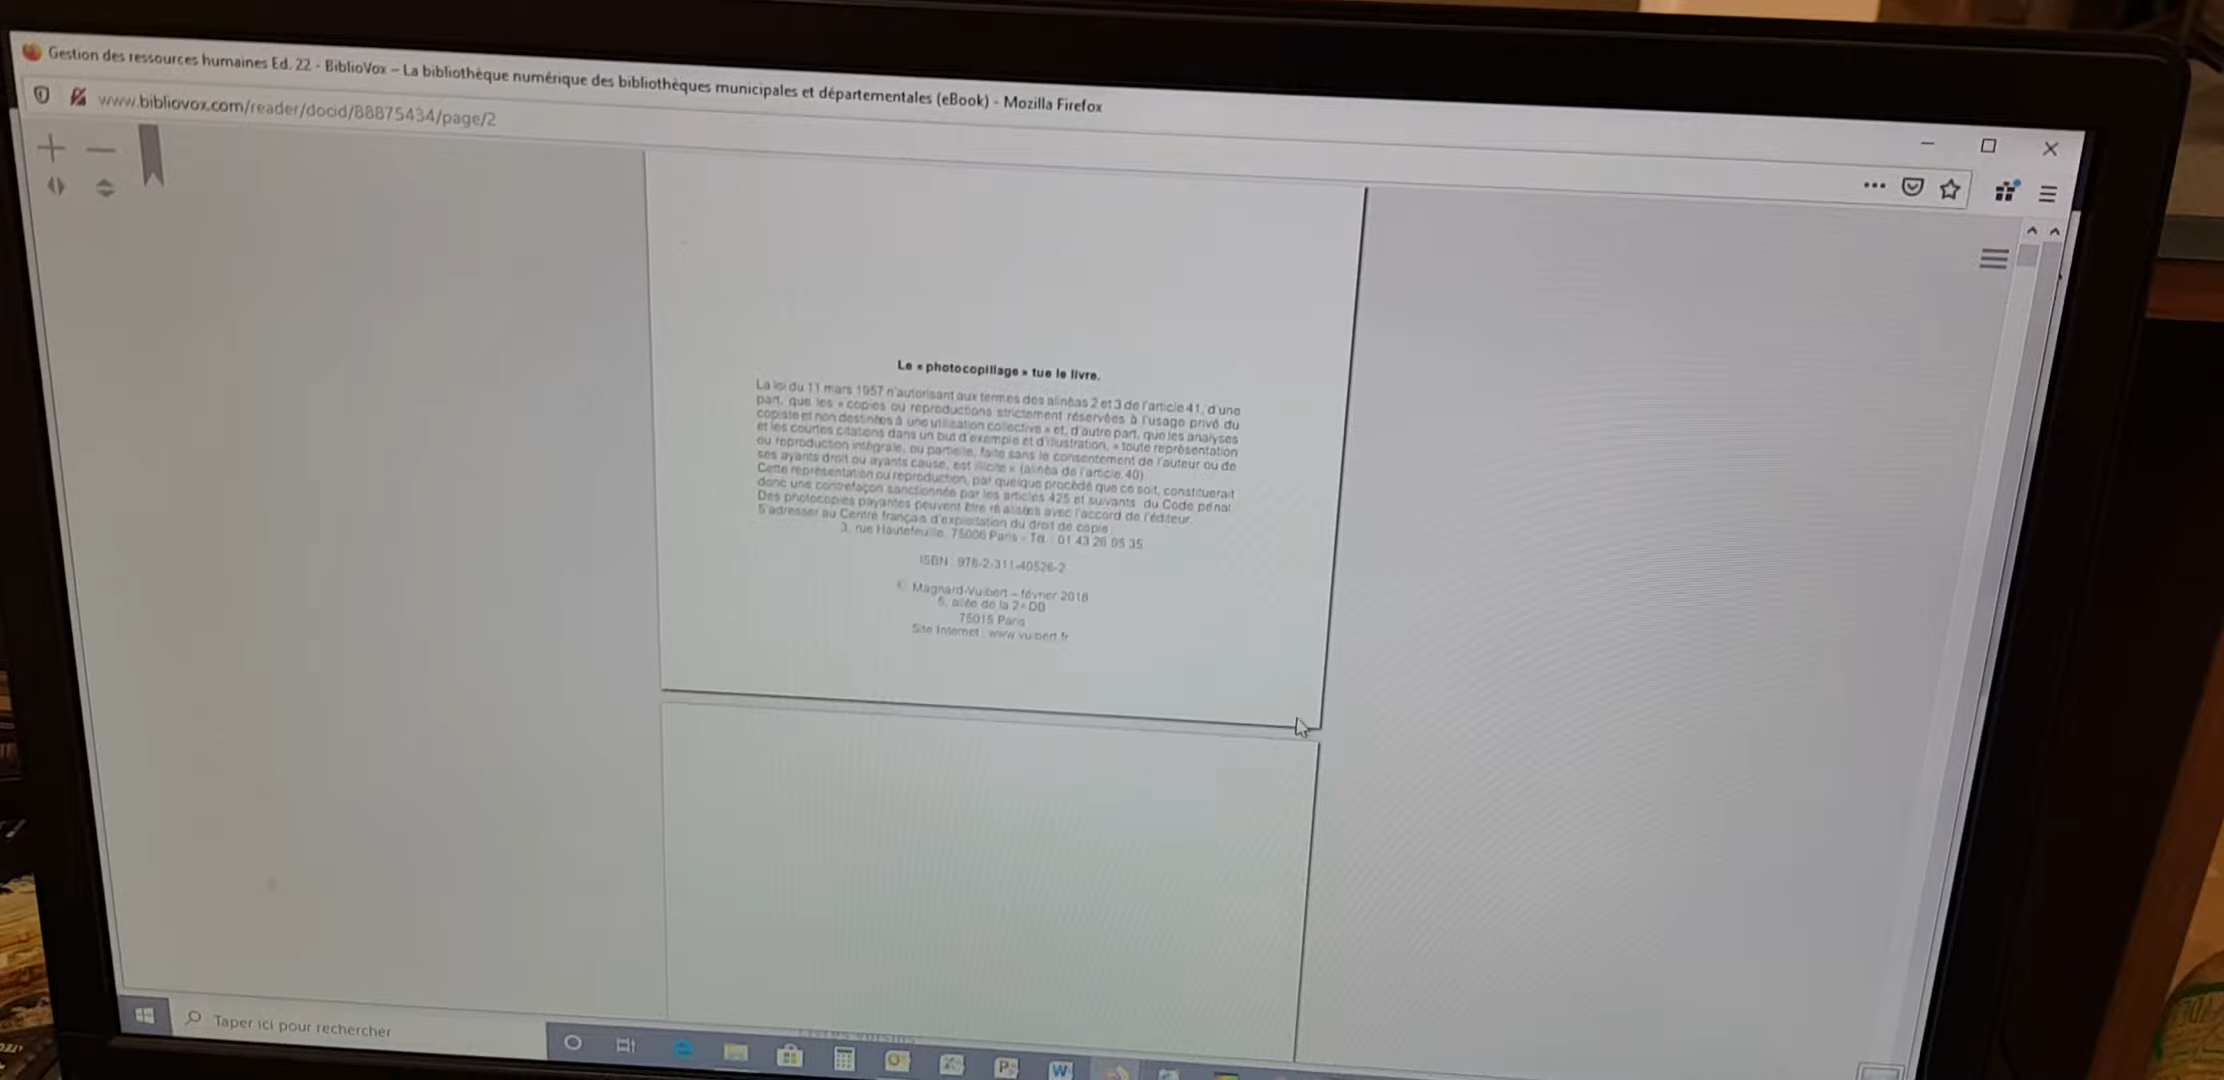 Gestion des ressources humaines Ed. 22 - BiblioVox – La bibliothèque numérique des bibliothèques municipales et départementales (eBook) - Mozilla Firefox
www.bibliovox.com/reader/docid/88875434/page/2
Le « photocopillage » tue le livre.
La loi du 11 mars 1957 n'autorisant aux termes des alinéas 2 et 3 de l'article 41, d'une
part, que les « copies ou reproductions strictement réservées à l'usage privé du
copiste et non destinées à une utilisation collective » et, d'autre part, que les analyses
et les courtes citations dans un but d'exemple et d'illustration, « toute représentation
ou reproduction intégrale, ou partielle, faite sans le consentement de l'auteur ou de
ses ayants droit ou ayants cause, est illicite » (alinéa de l'article 40)
Cette représentation ou reproduction, par quelque procédé que ce soit, constituerait
donc une contrefaçon sanctionnée par les articles 425 et suivants du Code pénal
Des photocopies payantes peuvent être réalisées avec l'accord de l'éditeur.
S'adresser au Centre français d'exploitation du droit de copie
3, rue Hautefeuille, 75006 Paris - Tél. : 01 43 26 95 35
ISBN : 978-2-311-40526-2
© Magnard-Vuibert – février 2018
5, allée de la 2e DB
75015 Paris
Site Internet : www.vuibert.fr
Taper ici pour rechercher